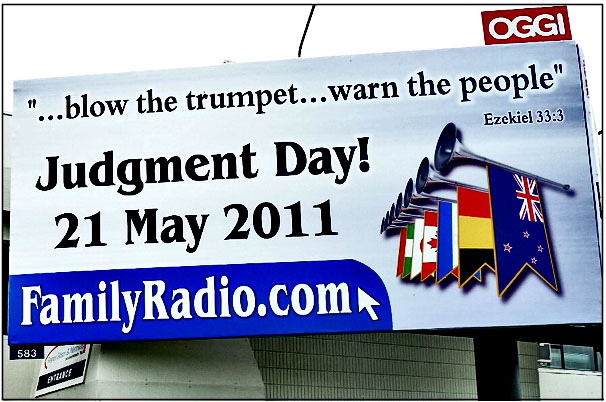 OGGI
"...blow the trumpet...warn the people"
Ezekiel 33:3
Judgment Day!
21 May 2011
FamilyRadio.com
583
ENTRANCE